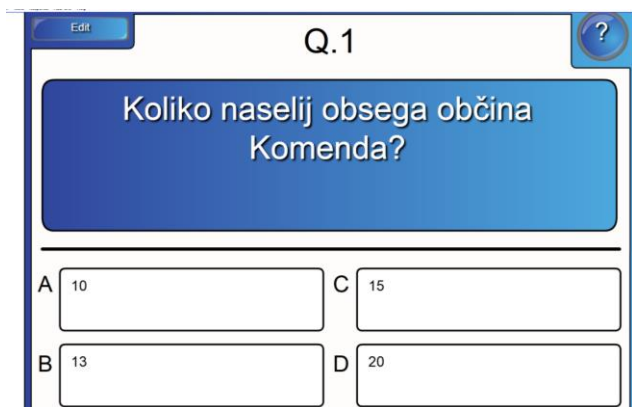 Edit
Q.1
?
Koliko naselij obsega občina
Komenda?
A 10
C 15
B 13
D 20